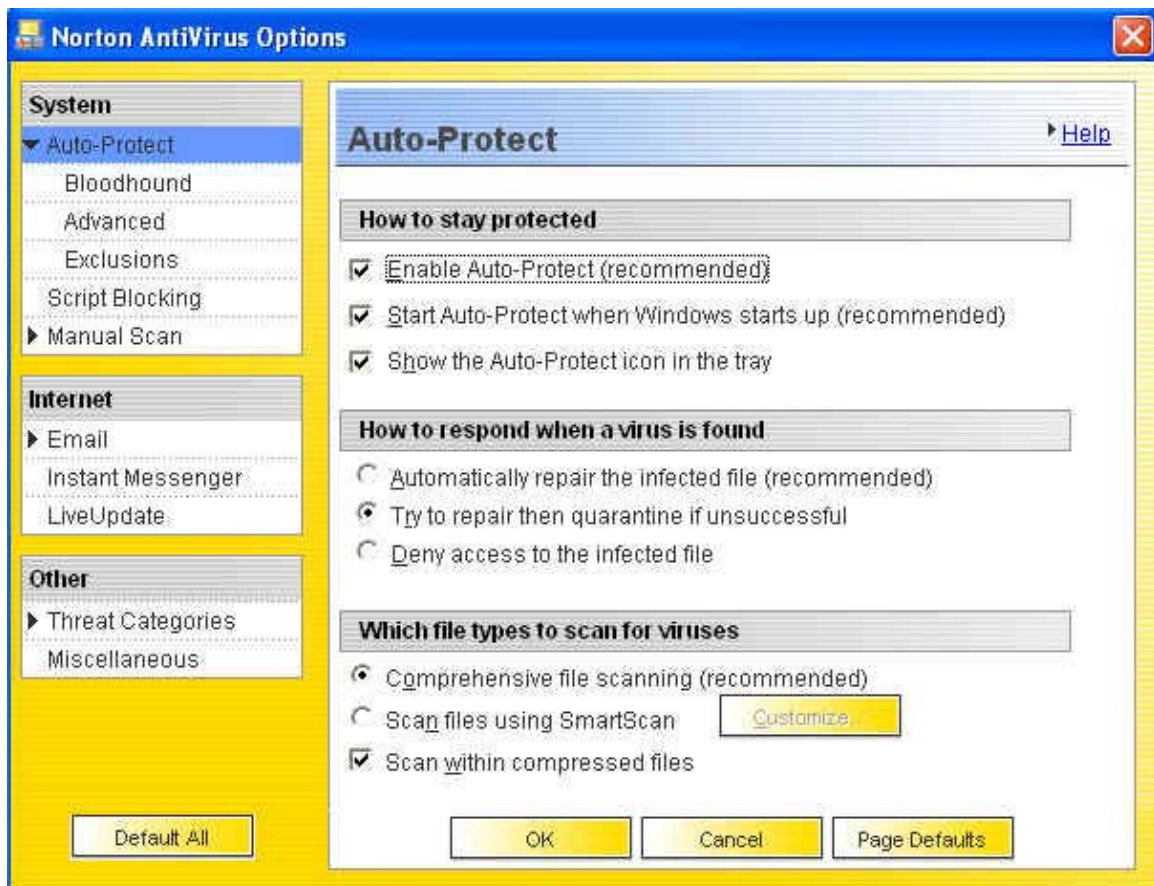 Norton AntiVirus Options
System
Auto-Protect
Bloodhound
Advanced
Exclusions
Script Blocking
Manual Scan
Internet
Email
Instant Messenger
LiveUpdate
Other
Threat Categories
Miscellaneous
Default All
Auto-Protect
Help
How to stay protected
Enable Auto-Protect (recommended)
Start Auto-Protect when Windows starts up (recommended)
Show the Auto-Protect icon in the tray
How to respond when a virus is found
Automatically repair the infected file (recommended)
Try to repair then quarantine if unsuccessful
Deny access to the infected file
Which file types to scan for viruses
Comprehensive file scanning (recommended)
Scan files using SmartScan
Customize...
Scan within compressed files
OK
Cancel
Page Defaults